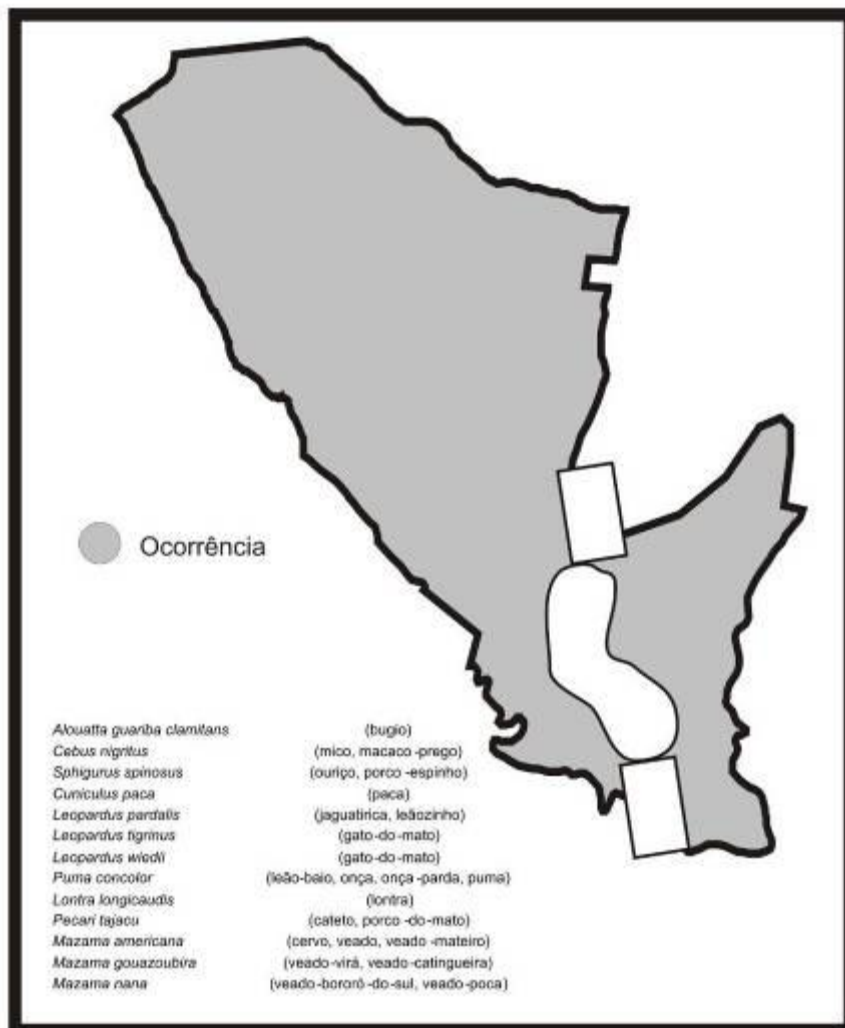 Ocorrência
Alouatta guariba clamitans (bugio)
Cebus nigritus (mico, macaco-prego)
Sphigurus spinosus (ouriço, porco -espinho)
Cuniculus paca (paca)
Leopardus pardalis (jaguatirica, leãozinho)
Leopardus tigrinus (gato-do-mato)
Leopardus wiedii (gato-do-mato)
Puma concolor (leão-baio, onça, onça -parda, puma)
Lontra longicaudis (lontra)
Pecari tajacu (cateto, porco -do-mato)
Mazama americana (cervo, veado, veado -mateiro)
Mazama gouazoubira (veado-virá, veado-catingueira)
Mazama nana (veado-bororó-do-sul, veado-poca)